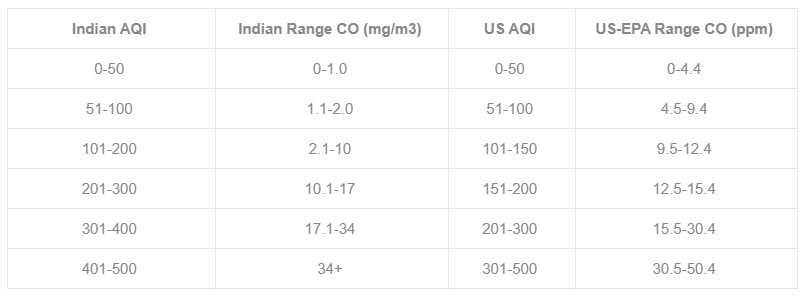 Indian AQI Indian Range CO (mg/m3) US AQI US-EPA Range CO (ppm)
0-50 0-1.0 0-50 0-4.4
51-100 1.1-2.0 51-100 4.5-9.4
101-200 2.1-10 101-150 9.5-12.4
201-300 10.1-17 151-200 12.5-15.4
301-400 17.1-34 201-300 15.5-30.4
401-500 34+ 301-500 30.5-50.4